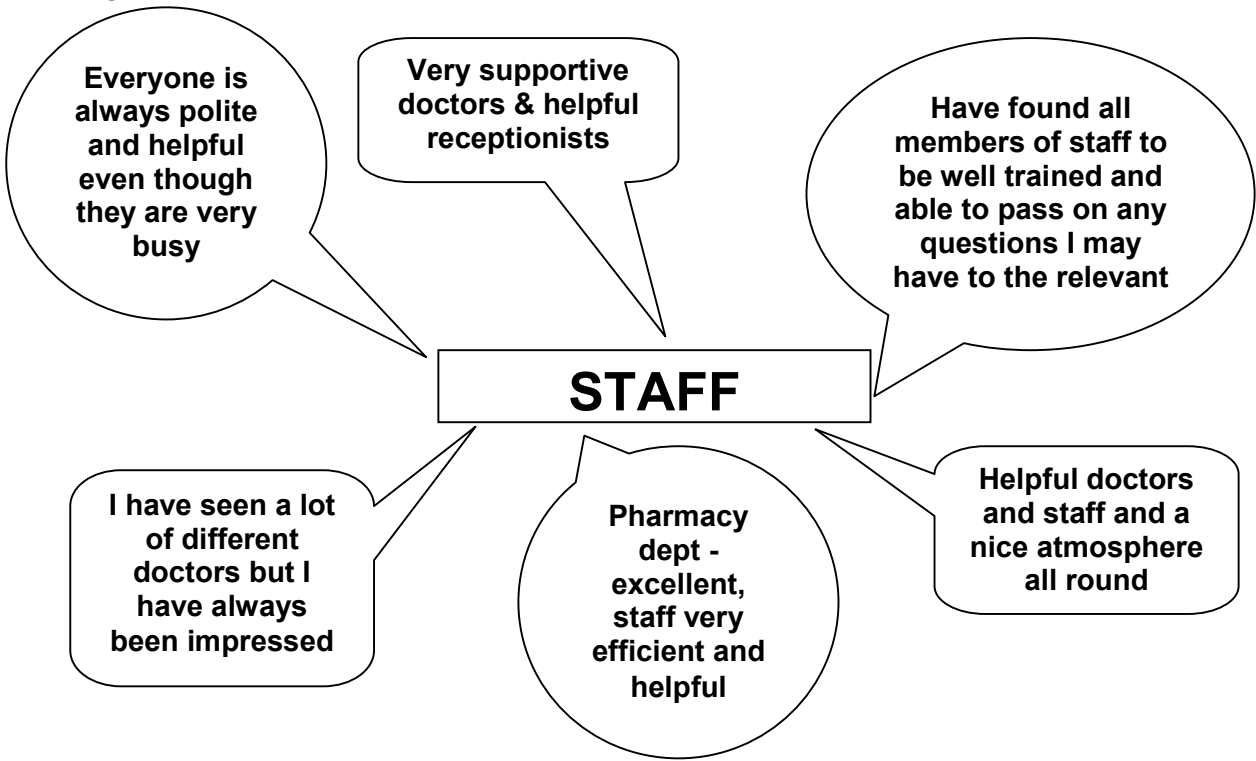 Everyone is
always polite
and helpful
even though
they are very
busy
Very supportive
doctors & helpful
receptionists
Have found all
members of staff to
be well trained and
able to pass on any
questions I may
have to the relevant
STAFF
I have seen a lot
of different
doctors but I
have always
been impressed
Pharmacy
dept -
excellent,
staff very
efficient and
helpful
Helpful doctors
and staff and a
nice atmosphere
all round